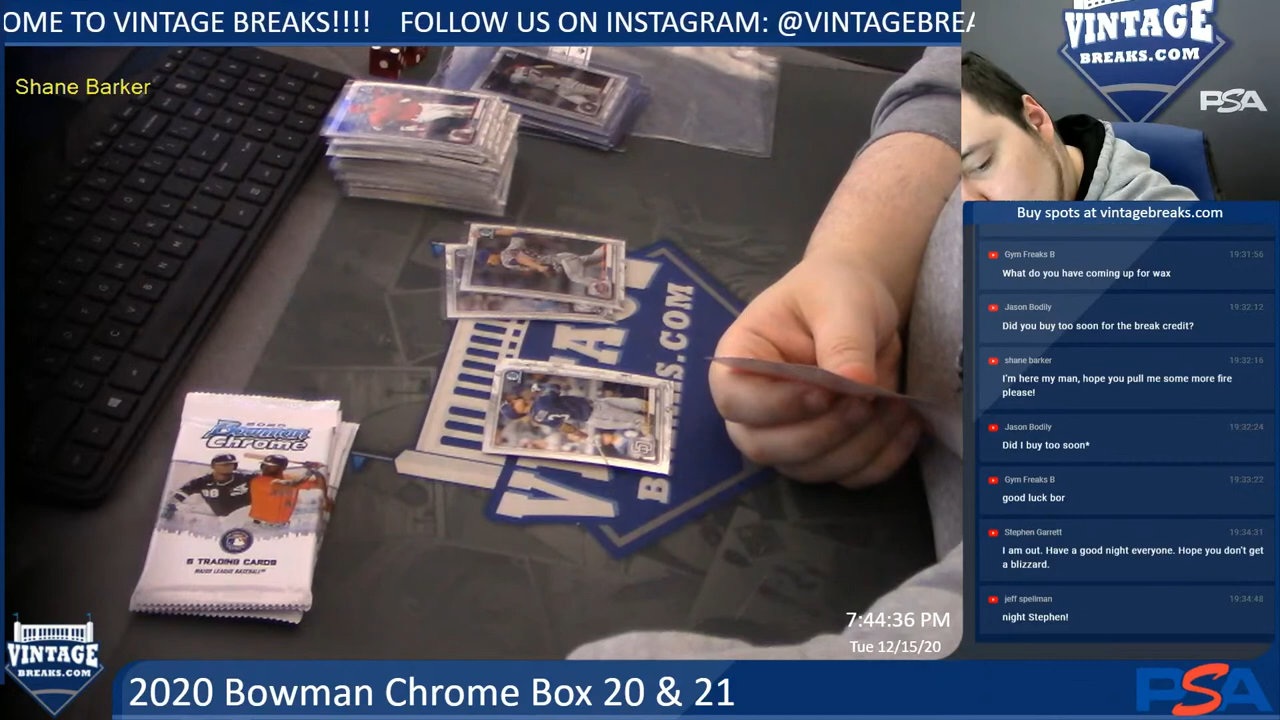 OME TO VINTAGE BREAKS!!!! FOLLOW US ON INSTAGRAM: @VINTAGEBREA
Shane Barker
VINTAGE
BREAKS.COM
PSA
Buy spots at vintagebreaks.com
Gym Freaks B 19:31:56
What do you have coming up for wax
Jason Bodily 19:32:12
Did you buy too soon for the break credit?
shane barker 19:32:16
I'm here my man, hope you pull me some more fire
please!
Jason Bodily 19:32:24
Did I buy too soon*
Gym Freaks B 19:33:22
good luck bor
Stephen Garrett 19:34:31
I am out. Have a good night everyone. Hope you don't get
a blizzard.
jeff spellman 19:34:48
night Stephen!
2020
Bowman
Chrome
5 TRADING CARDS
MAJOR LEAGUE BASEBALL
7:44:36 PM
Tue 12/15/20
VINTAGE
BREAKS.COM
2020 Bowman Chrome Box 20 & 21
PSA